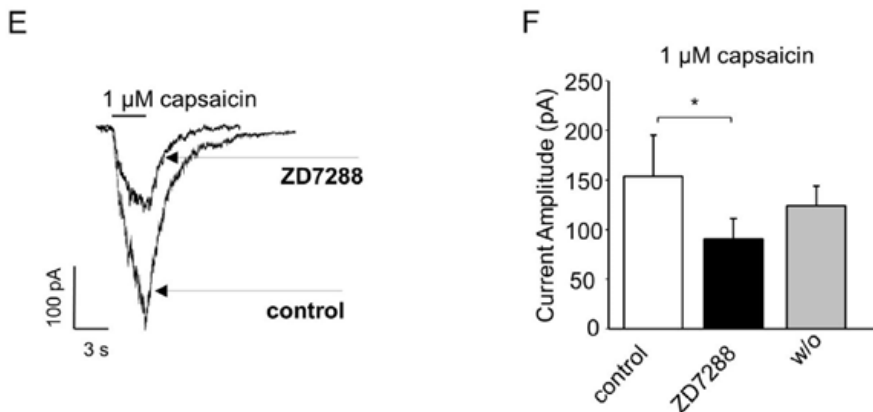 E
1 µM capsaicin
ZD7288
control
100 pA
3 s
F
1 µM capsaicin
*
Current Amplitude (pA)
250
200
150
100
50
0
control
ZD7288
w/o